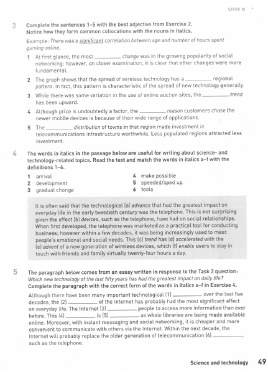 3 Complete the sentences 1–5 with the best adjective from Exercise 2.
Notice how they form common collocations with the nouns in italics.
Example: There was a significant correlation between age and number of hours spent
gaming online.
1 At first glance, the most ________ change was in the growing popularity of social
networking; however, on closer examination, it is clear that other changes were more
fundamental.
2 The graph shows that the spread of wireless technology has a ________ regional
pattern. In fact, this pattern is characteristic of the spread of new technology generally.
3 While there was some variation in the use of online auction sites, the ________ trend
has been upward.
4 Although price is undoubtedly a factor, the ________ reason customers chose the
newer mobile devices is because of their wide range of applications.
5 The ________ distribution of towns in that region made investment in
telecommunications infrastructure worthwhile. Less populated regions attracted less
investment.
4 The words in italics in the passage below are useful for writing about science- and
technology-related topics. Read the text and match the words in italics a–f with the
definitions 1–6.
1 arrival 4 make possible
2 development 5 speeded/sped up
3 gradual change 6 tools
It is often said that the technological (a) advance that had the greatest impact on
everyday life in the early twentieth century was the telephone. This is not surprising
given the effect (b) devices, such as the telephone, have had on social relationships.
When first developed, the telephone was marketed as a practical tool for conducting
business; however within a few decades, it was being increasingly used to meet
people's emotional and social needs. This (c) trend has (d) accelerated with the
(e) advent of a new generation of wireless devices, which (f) enable users to stay in
touch with friends and family virtually twenty-four hours a day.
5 The paragraph below comes from an essay written in response to the Task 2 question:
Which new technology of the last fifty years has had the greatest impact on daily life?
Complete the paragraph with the correct form of the words in italics a–f in Exercise 4.
Although there have been many important technological (1) ________ over the last two
decades, the (2) ________ of the Internet has probably had the most significant effect
on everyday life. The Internet (3) ________ people to access more information than ever
before. This (4) ________ is (5) ________ as whole libraries are being made available
online. Moreover, with instant messaging and social networking, it is cheaper and more
convenient to communicate with others via the Internet. Within the next decade, the
Internet will probably replace the older generation of telecommunication (6) ________
such as the telephone.
Science and technology 49